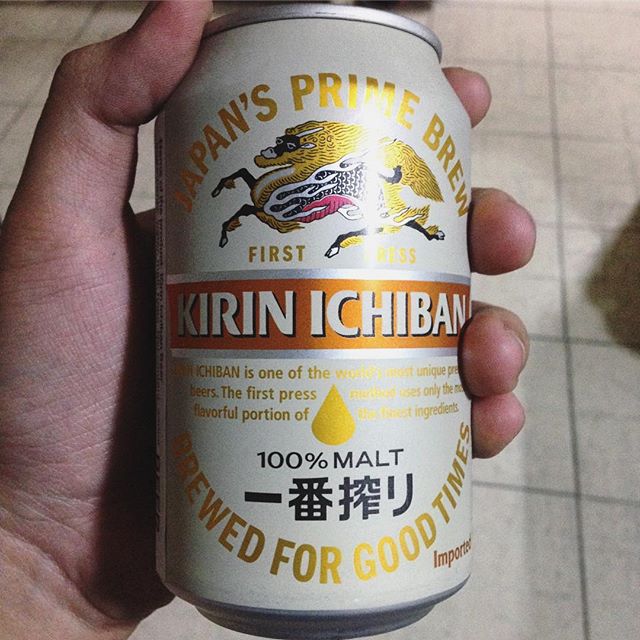 JAPAN'S PRIME BREW
FIRST PRESS
KIRIN ICHIBAN
KIRIN ICHIBAN is one of the world's most unique
beers. The first press method uses only the
flavorful portion of the finest ingredients.
100% MALT
一番搾り
BREWED FOR GOOD TIMES
Imported